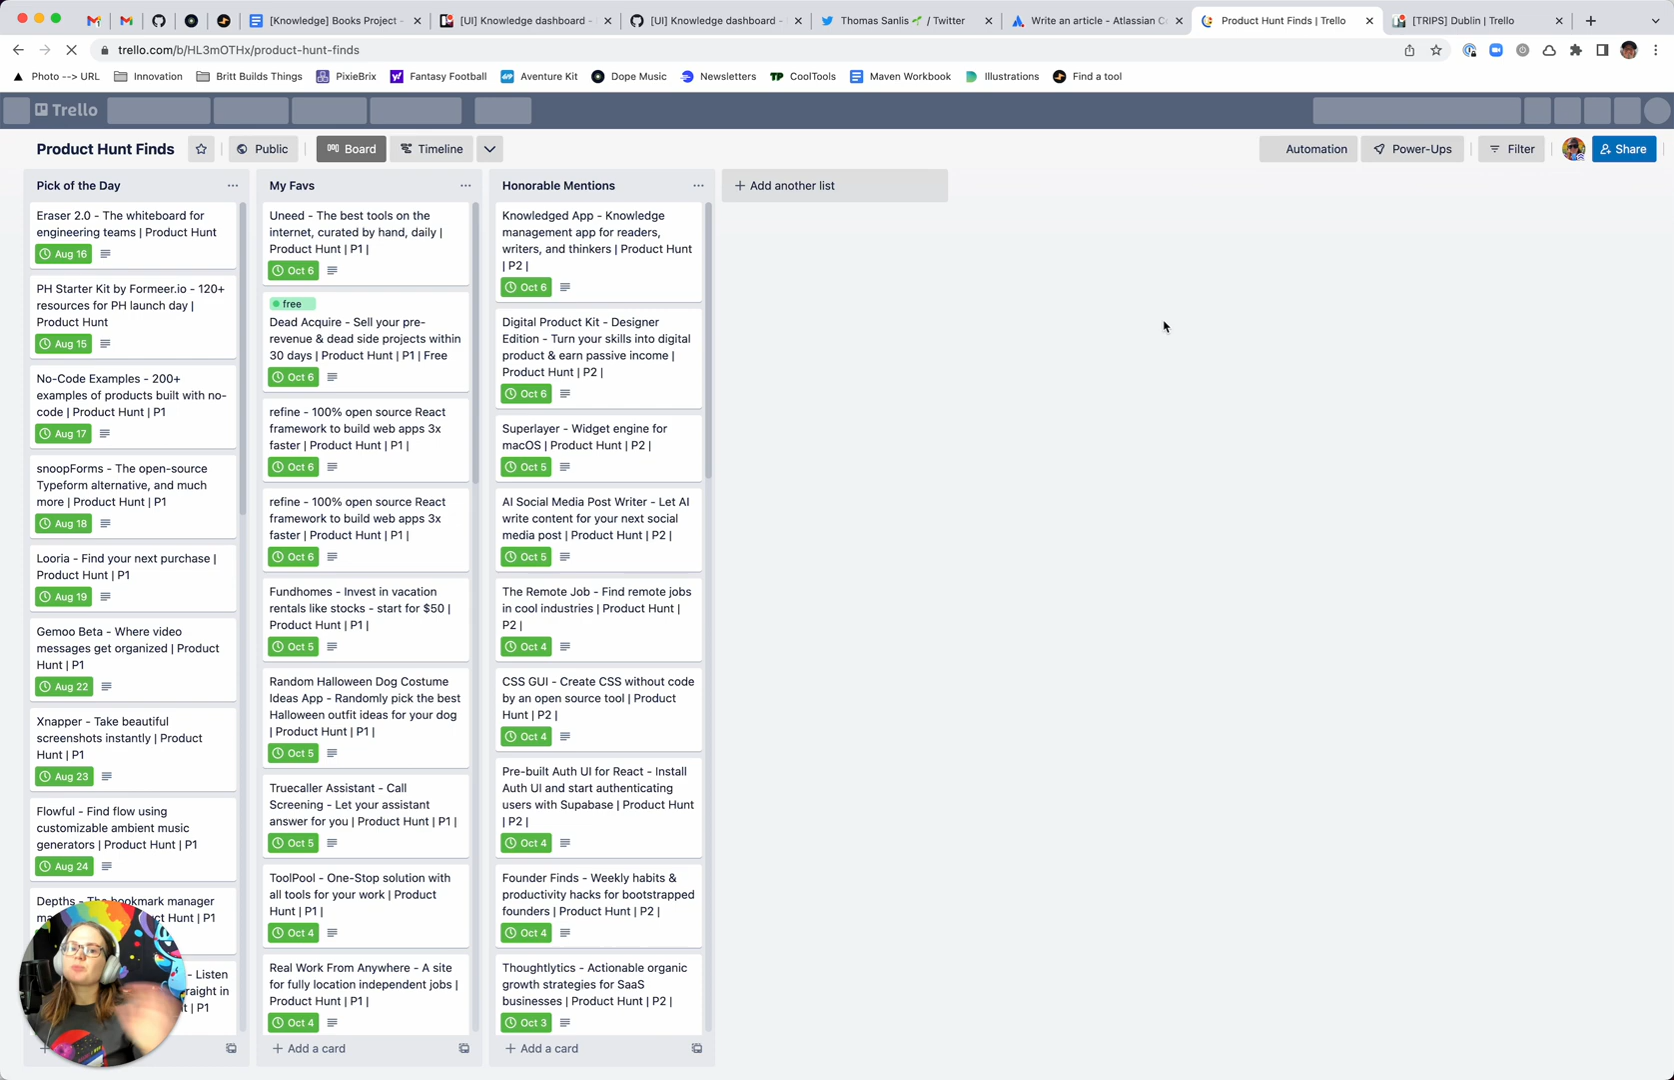 [Knowledge] Books Project -
[UI] Knowledge dashboard -
[UI] Knowledge dashboard -
Thomas Sanlis 🌱 / Twitter
Write an article - Atlassian C
Product Hunt Finds | Trello
[TRIPS] Dublin | Trello
trello.com/b/HL3mOTHx/product-hunt-finds
Photo --> URL
Innovation
Britt Builds Things
PixieBrix
Fantasy Football
Aventure Kit
Dope Music
Newsletters
CoolTools
Maven Workbook
Illustrations
Find a tool
Trello
Product Hunt Finds
Public
Board
Timeline
Automation
Power-Ups
Filter
Share
Pick of the Day
Eraser 2.0 - The whiteboard for
engineering teams | Product Hunt
Aug 16
PH Starter Kit by Formeer.io - 120+
resources for PH launch day |
Product Hunt
Aug 15
No-Code Examples - 200+
examples of products built with no-
code | Product Hunt | P1
Aug 17
snoopForms - The open-source
Typeform alternative, and much
more | Product Hunt | P1
Aug 18
Looria - Find your next purchase |
Product Hunt | P1
Aug 19
Gemoo Beta - Where video
messages get organized | Product
Hunt | P1
Aug 22
Xnapper - Take beautiful
screenshots instantly | Product
Hunt | P1
Aug 23
Flowful - Find flow using
customizable ambient music
generators | Product Hunt | P1
Aug 24
Depths - The bookmark manager
Hunt | P1
- Listen
raight in
t | P1
My Favs
Uneed - The best tools on the
internet, curated by hand, daily |
Product Hunt | P1 |
Oct 6
free
Dead Acquire - Sell your pre-
revenue & dead side projects within
30 days | Product Hunt | P1 | Free
Oct 6
refine - 100% open source React
framework to build web apps 3x
faster | Product Hunt | P1 |
Oct 6
refine - 100% open source React
framework to build web apps 3x
faster | Product Hunt | P1 |
Oct 6
Fundhomes - Invest in vacation
rentals like stocks - start for $50 |
Product Hunt | P1 |
Oct 5
Random Halloween Dog Costume
Ideas App - Randomly pick the best
Halloween outfit ideas for your dog
| Product Hunt | P1 |
Oct 5
Truecaller Assistant - Call
Screening - Let your assistant
answer for you | Product Hunt | P1 |
Oct 5
ToolPool - One-Stop solution with
all tools for your work | Product
Hunt | P1 |
Oct 4
Real Work From Anywhere - A site
for fully location independent jobs |
Product Hunt | P1 |
Oct 4
+ Add a card
Honorable Mentions
Knowledged App - Knowledge
management app for readers,
writers, and thinkers | Product Hunt
| P2 |
Oct 6
Digital Product Kit - Designer
Edition - Turn your skills into digital
product & earn passive income |
Product Hunt | P2 |
Oct 6
Superlayer - Widget engine for
macOS | Product Hunt | P2 |
Oct 5
AI Social Media Post Writer - Let AI
write content for your next social
media post | Product Hunt | P2 |
Oct 5
The Remote Job - Find remote jobs
in cool industries | Product Hunt |
P2 |
Oct 4
CSS GUI - Create CSS without code
by an open source tool | Product
Hunt | P2 |
Oct 4
Pre-built Auth UI for React - Install
Auth UI and start authenticating
users with Supabase | Product Hunt
| P2 |
Oct 4
Founder Finds - Weekly habits &
productivity hacks for bootstrapped
founders | Product Hunt | P2 |
Oct 4
Thoughtlytics - Actionable organic
growth strategies for SaaS
businesses | Product Hunt | P2 |
Oct 3
+ Add a card
+ Add another list